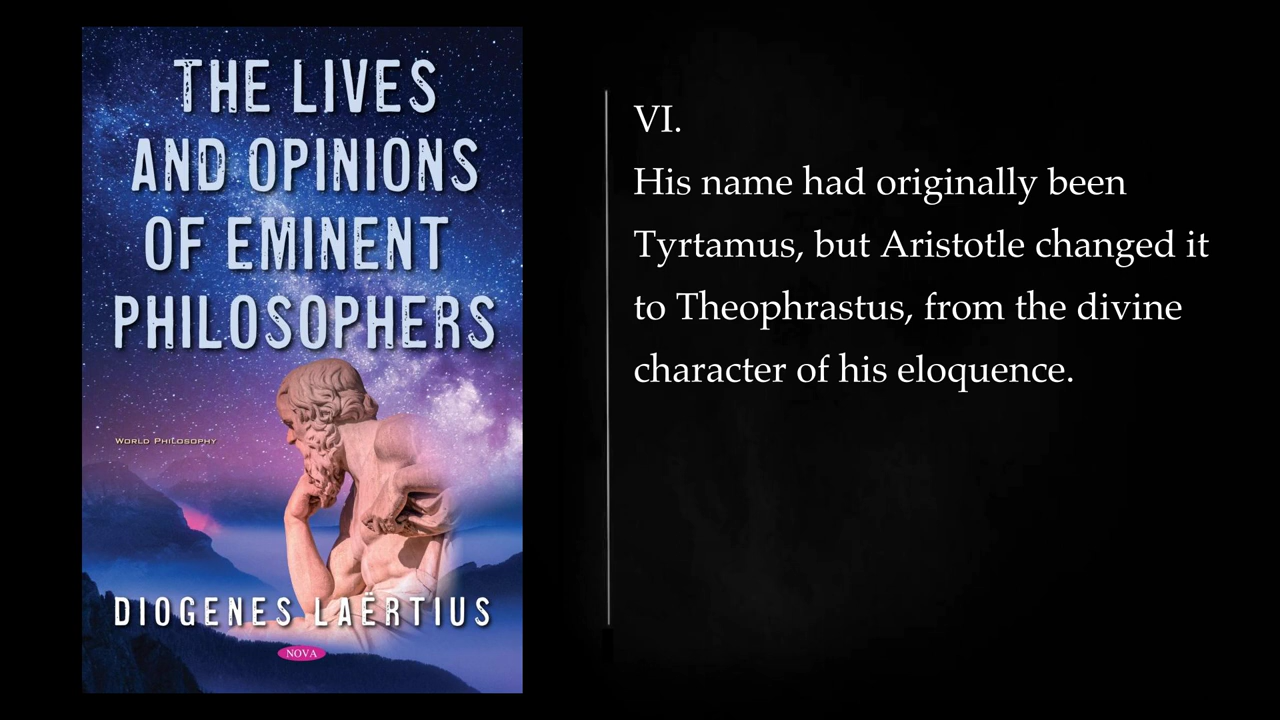 THE LIVES
AND OPINIONS
OF EMINENT
PHILOSOPHERS
WORLD PHILOSOPHY
DIOGENES LAËRTIUS
NOVA
VI.
His name had originally been
Tyrtamus, but Aristotle changed it
to Theophrastus, from the divine
character of his eloquence.